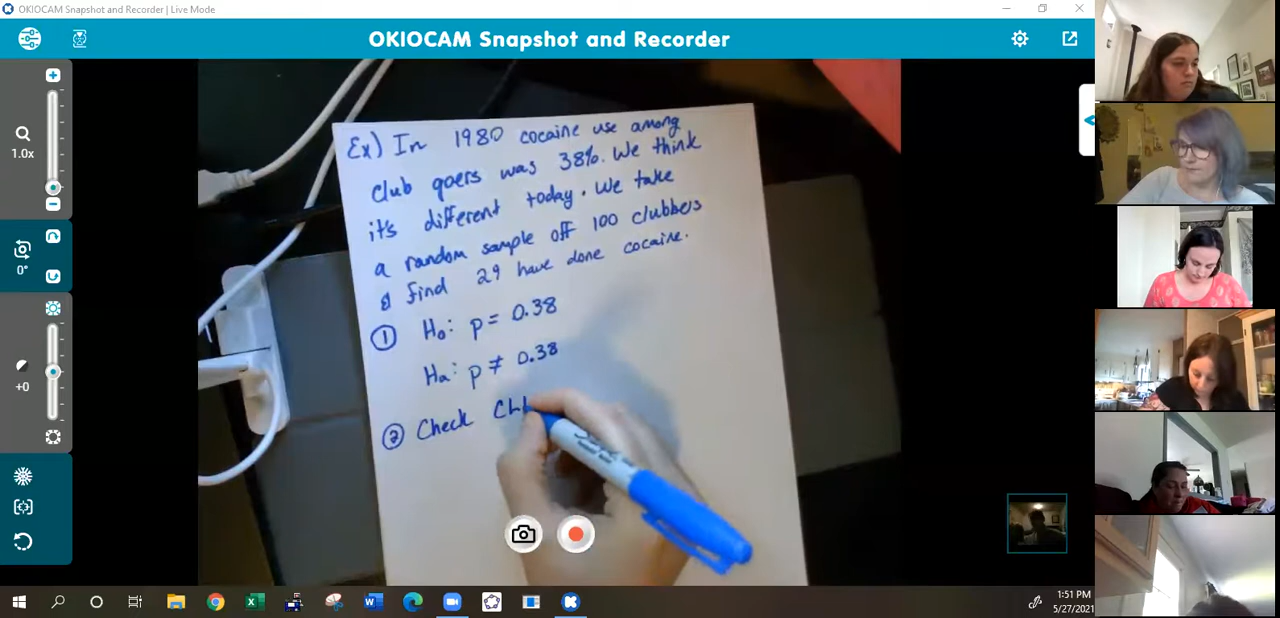 OKIOCAM Snapshot and Recorder | Live Mode
OKIOCAM Snapshot and Recorder
1.0x
0°
+0
Ex) In 1980 cocaine use among
club goers was 38%. We think
it's different today. We take
a random sample off 100 clubbers
& find 29 have done cocaine.
① H₀: p = 0.38
Hₐ: p ≠ 0.38
② Check CL
1:51 PM
5/27/2021